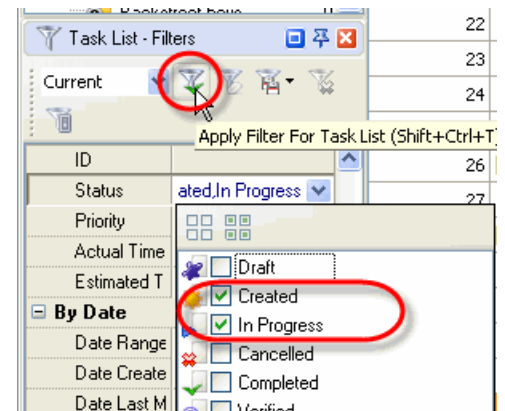 22
Task List - Filters
23
Current
24
Apply Filter For Task List (Shift+Ctrl+T)
ID
26
Status
ated,In Progress
27
Priority
Actual Time
Draft
Estimated T
Created
By Date
In Progress
Date Range
Cancelled
Date Create
Completed
Date Last M